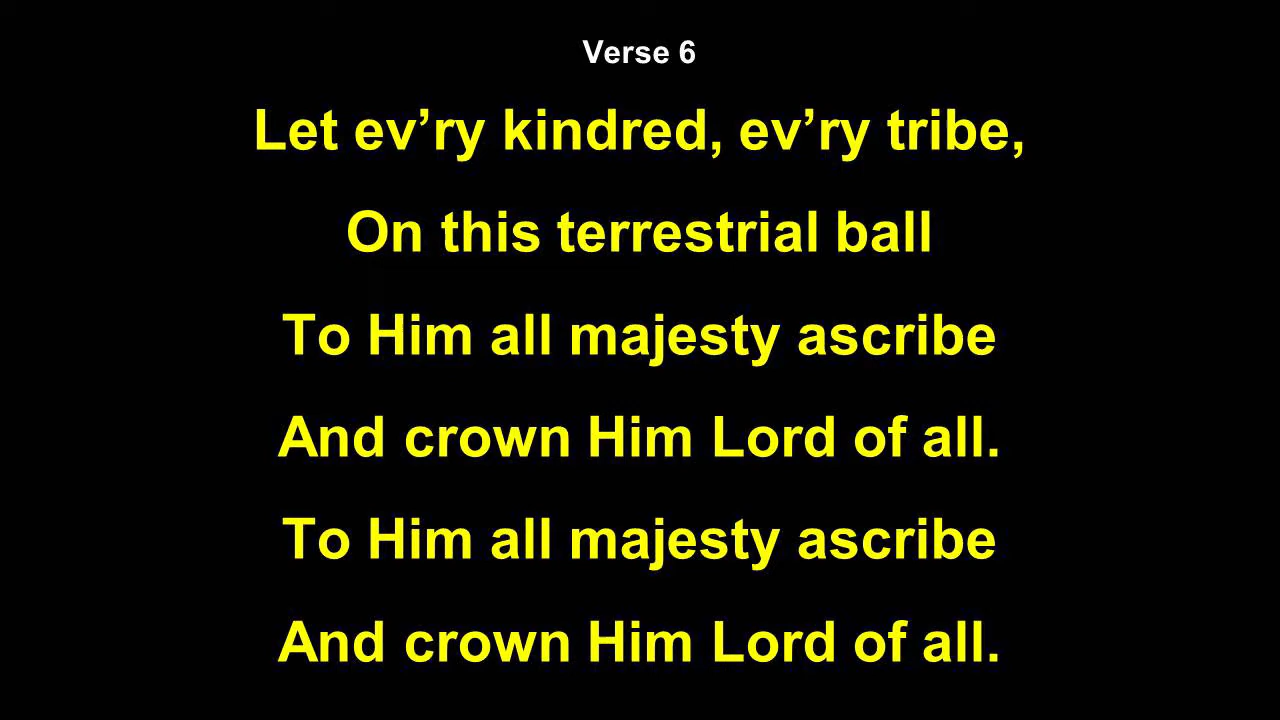 Verse 6
Let ev’ry kindred, ev’ry tribe,
On this terrestrial ball
To Him all majesty ascribe
And crown Him Lord of all.
To Him all majesty ascribe
And crown Him Lord of all.